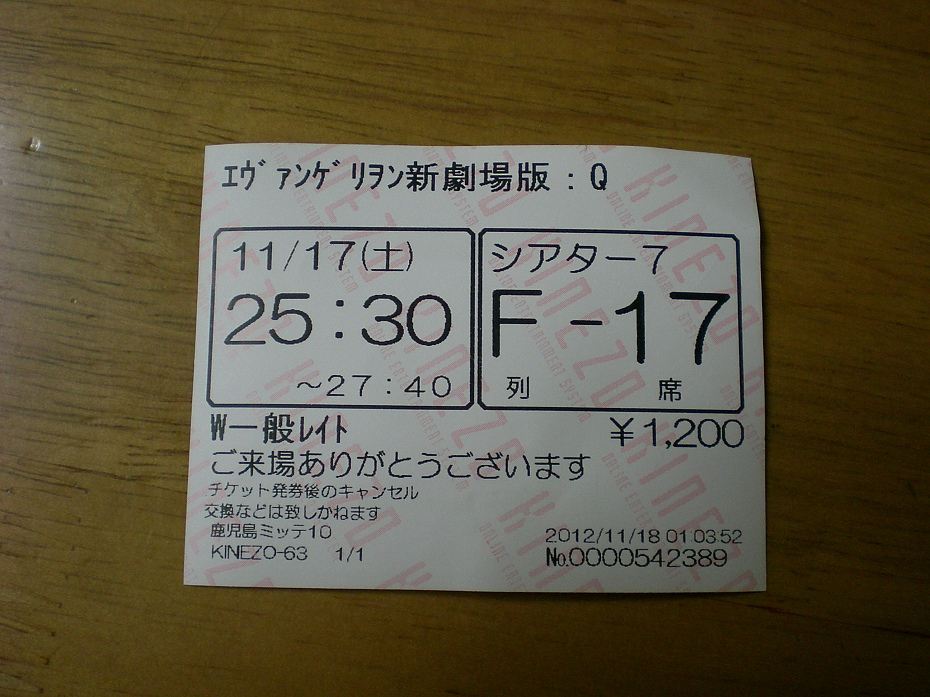 ｴｳﾞｧﾝｹﾞﾘｦﾝ新劇場版：Q
11/17(土)
25:30
～27:40
シアター7
F-17
列 席
W一般ﾚｲﾄ ￥1,200
ご来場ありがとうございます
チケット発券後のキャンセル
交換などは致しかねます
鹿児島ミッテ10
KINEZO-63 1/1
2012/11/18 01:03:52
№0000542389